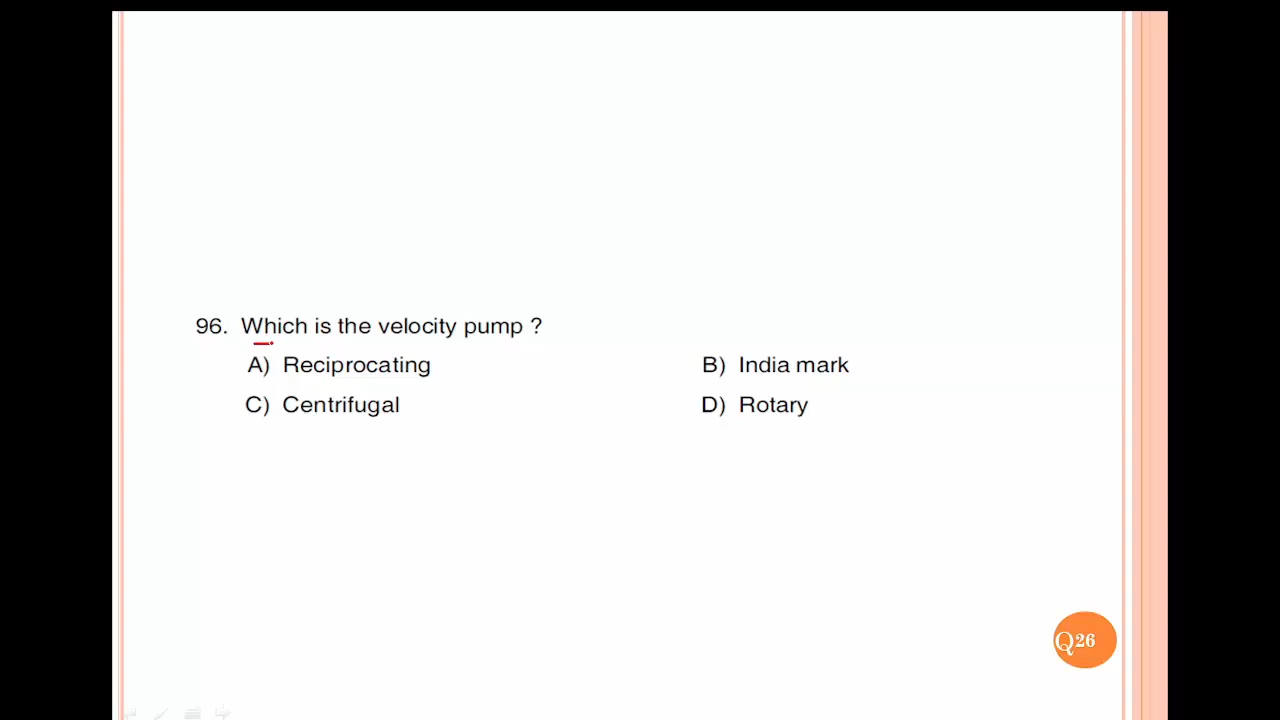 96. Which is the velocity pump ?
A) Reciprocating B) India mark
C) Centrifugal D) Rotary
Q26